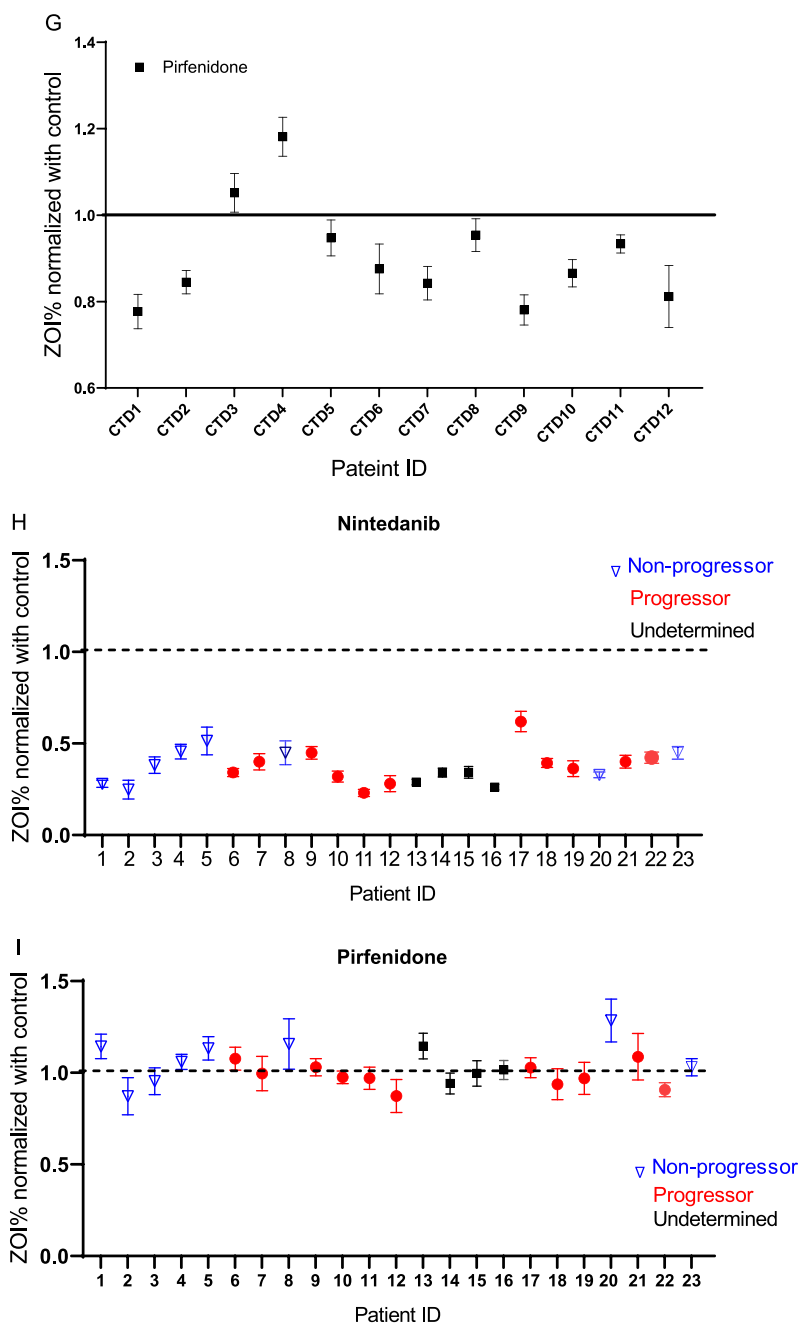 G
ZOI% normalized with control
1.4
1.2
1.0
0.8
0.6
Pirfenidone
CTD1 CTD2 CTD3 CTD4 CTD5 CTD6 CTD7 CTD8 CTD9 CTD10 CTD11 CTD12
Pateint ID
H
Nintedanib
ZOI% normalized with control
1.5
1.0
0.5
0.0
Non-progressor
Progressor
Undetermined
1 2 3 4 5 6 7 8 9 10 11 12 13 14 15 16 17 18 19 20 21 22 23
Patient ID
I
Pirfenidone
ZOI% normalized with control
1.5
1.0
0.5
0.0
Non-progressor
Progressor
Undetermined
1 2 3 4 5 6 7 8 9 10 11 12 13 14 15 16 17 18 19 20 21 22 23
Patient ID